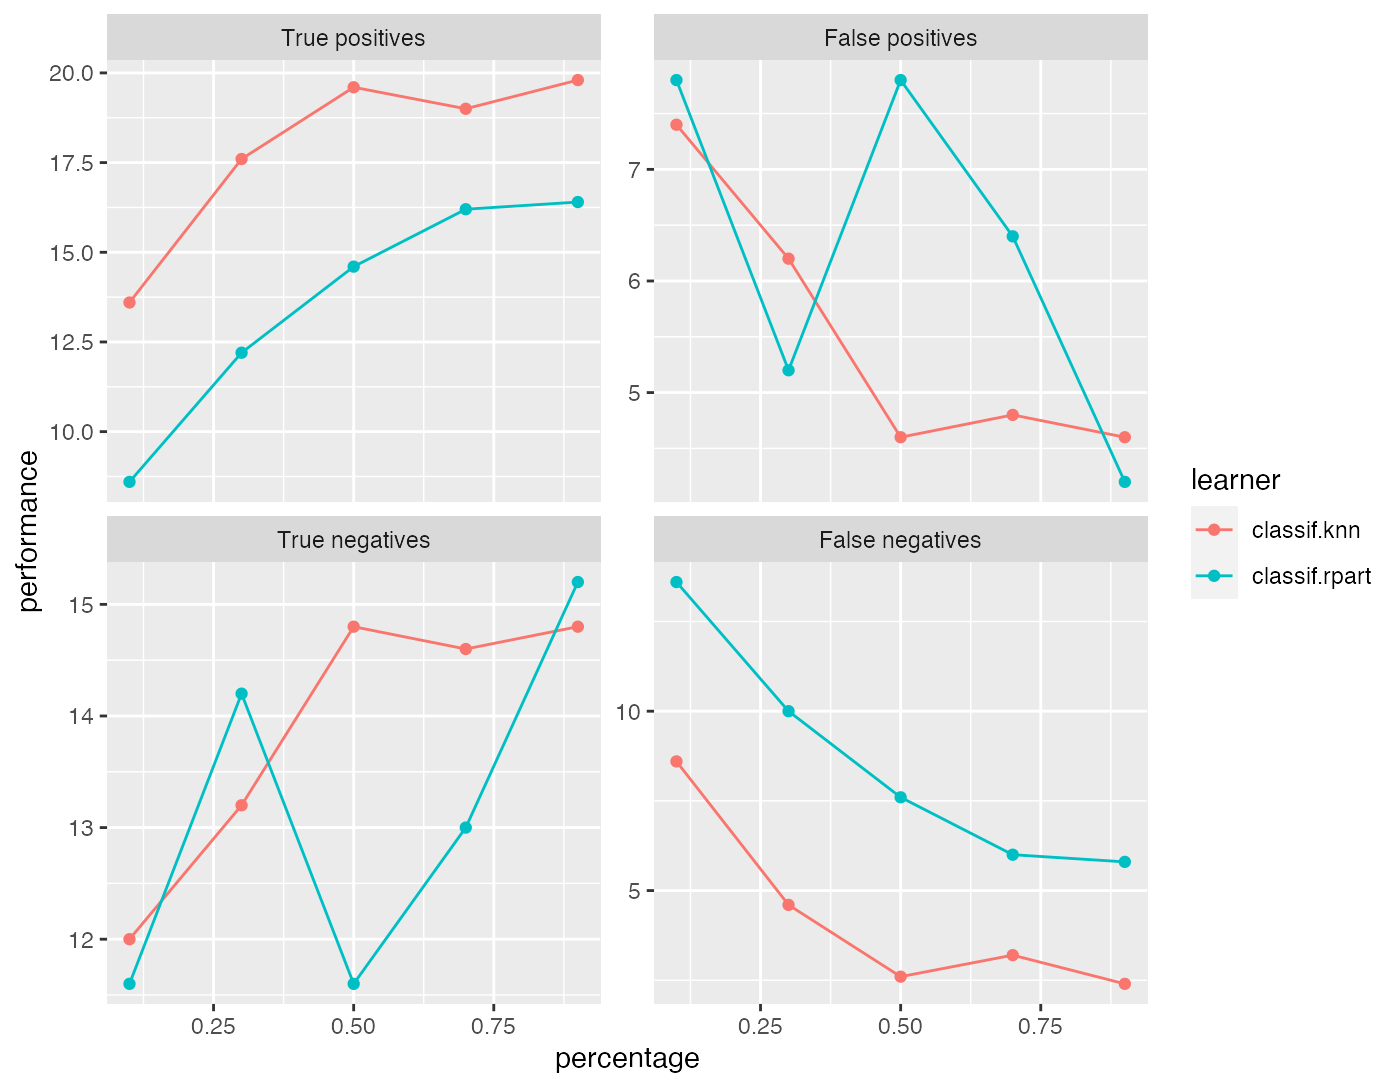 True positives
False positives
20.0
17.5
15.0
12.5
10.0
7
6
5
performance
True negatives
False negatives
15
14
13
12
10
5
0.25
0.50
0.75
0.25
0.50
0.75
percentage
learner
classif.knn
classif.rpart